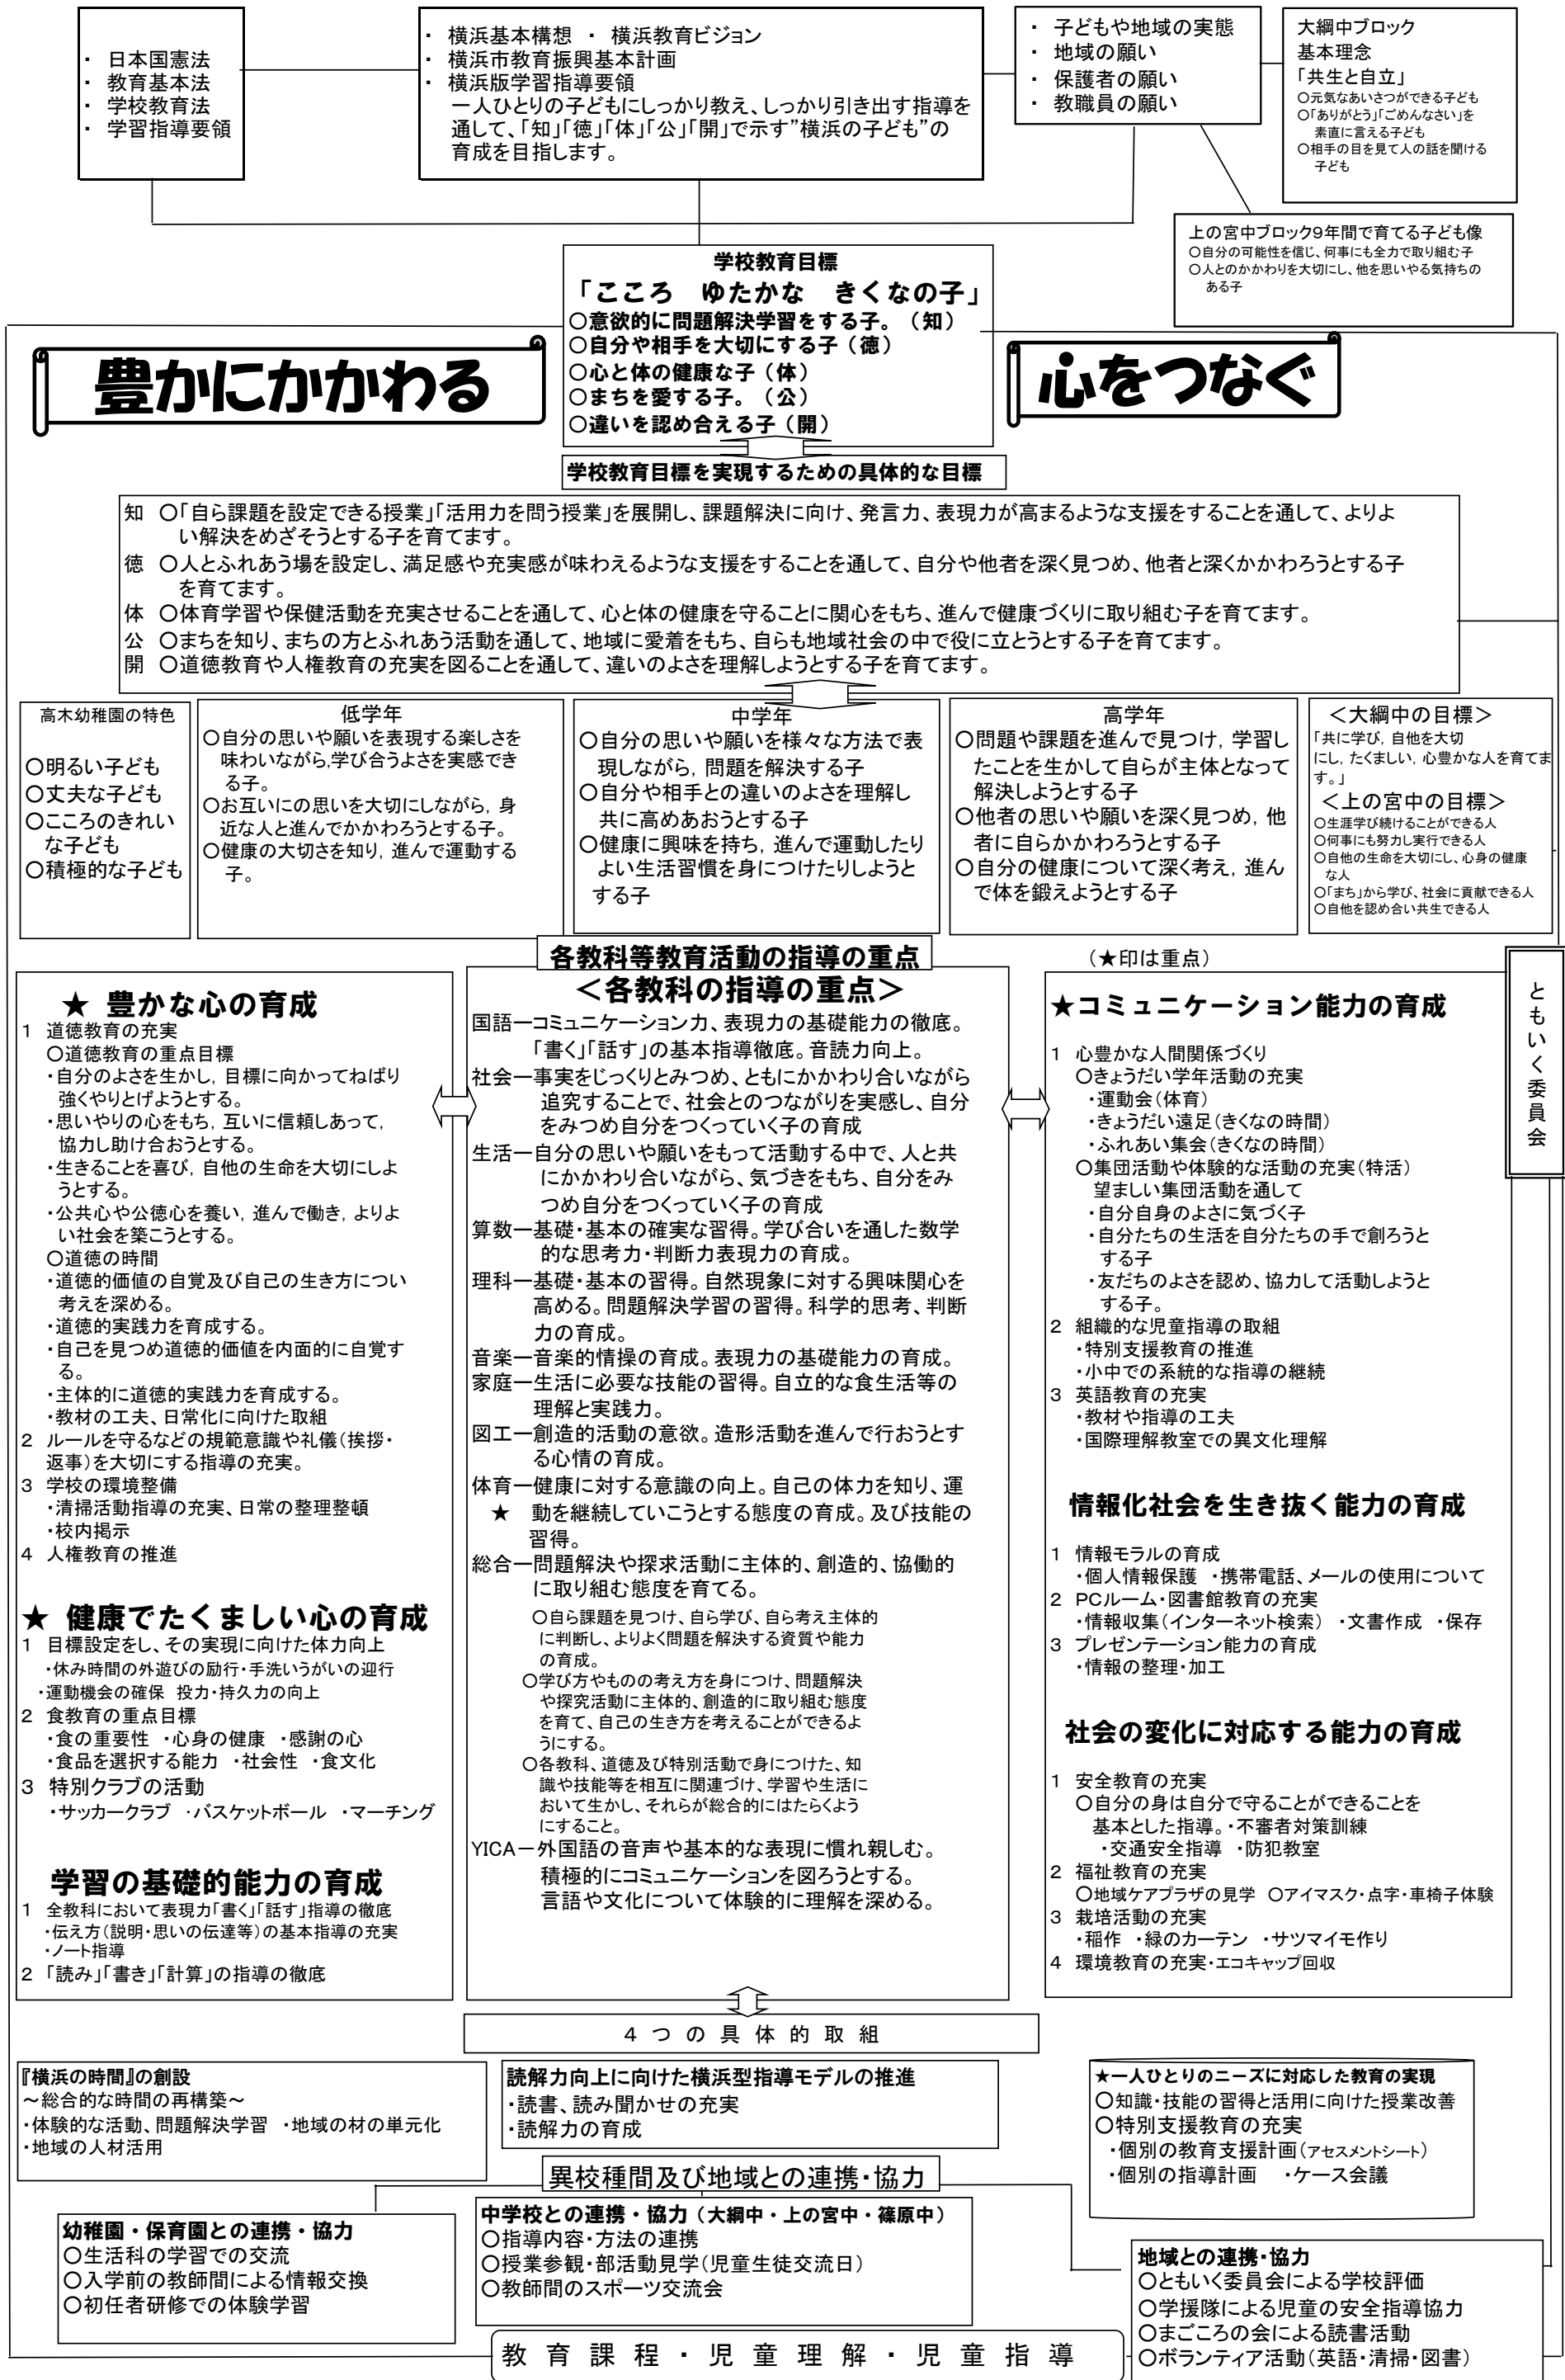 ・ 日本国憲法
・ 教育基本法
・ 学校教育法
・ 学習指導要領
・ 横浜基本構想 ・ 横浜教育ビジョン
・ 横浜市教育振興基本計画
・ 横浜版学習指導要領
一人ひとりの子どもにしっかり教え、しっかり引き出す指導を
通して、「知」「徳」「体」「公」「開」で示す”横浜の子ども”の
育成を目指します。
・ 子どもや地域の実態
・ 地域の願い
・ 保護者の願い
・ 教職員の願い
大綱中ブロック
基本理念
「共生と自立」
○元気なあいさつができる子ども
○「ありがとう」「ごめんなさい」を
素直に言える子ども
○相手の目を見て人の話を聞ける
子ども
上の宮中ブロック9年間で育てる子ども像
○自分の可能性を信じ、何事にも全力で取り組む子
○人とのかかわりを大切にし、他を思いやる気持ちの
ある子
学校教育目標
「こころ ゆたかな きくなの子」
○意欲的に問題解決学習をする子。（知）
○自分や相手を大切にする子（徳）
○心と体の健康な子（体）
○まちを愛する子。（公）
○違いを認め合える子（開）
豊かにかかわる
心をつなぐ
学校教育目標を実現するための具体的な目標
知 ○「自ら課題を設定できる授業」「活用力を問う授業」を展開し、課題解決に向け、発言力、表現力が高まるような支援をすることを通して、よりよ
い解決をめざそうとする子を育てます。
徳 ○人とふれあう場を設定し、満足感や充実感が味わえるような支援をすることを通して、自分や他者を深く見つめ、他者と深くかかわろうとする子
を育てます。
体 ○体育学習や保健活動を充実させることを通して、心と体の健康を守ることに関心をもち、進んで健康づくりに取り組む子を育てます。
公 ○まちを知り、まちの方とふれあう活動を通して、地域に愛着をもち、自らも地域社会の中で役に立とうとする子を育てます。
開 ○道徳教育や人権教育の充実を図ることを通して、違いのよさを理解しようとする子を育てます。
高木幼稚園の特色
○明るい子ども
○丈夫な子ども
○こころのきれい
な子ども
○積極的な子ども
低学年
○自分の思いや願いを表現する楽しさを
味わいながら,学び合うよさを実感でき
る子。
○お互いにの思いを大切にしながら, 身
近な人と進んでかかわろうとする子。
○健康の大切さを知り, 進んで運動する
子。
中学年
○自分の思いや願いを様々な方法で表
現しながら, 問題を解決する子
○自分や相手との違いのよさを理解し
共に高めあおうとする子
○健康に興味を持ち, 進んで運動したり
よい生活習慣を身につけたりしようと
する子
高学年
○問題や課題を進んで見つけ, 学習し
たことを生かして自らが主体となって
解決しようとする子
○他者の思いや願いを深く見つめ, 他
者に自らかかわろうとする子
○自分の健康について深く考え, 進ん
で体を鍛えようとする子
＜大綱中の目標＞
「共に学び, 自他を大切
にし, たくましい, 心豊かな人を育てま
す。」
＜上の宮中の目標＞
○生涯学び続けることができる人
○何事にも努力し実行できる人
○自他の生命を大切にし、心身の健康
な人
○「まち」から学び、社会に貢献できる人
○自他を認め合い共生できる人
各教科等教育活動の指導の重点
（★印は重点）
ともいく委員会
★ 豊かな心の育成
1 道徳教育の充実
○道徳教育の重点目標
・自分のよさを生かし, 目標に向かってねばり
強くやりとげようとする。
・思いやりの心をもち, 互いに信頼しあって,
協力し助け合おうとする。
・生きることを喜び, 自他の生命を大切にしよ
うとする。
・公共心や公徳心を養い, 進んで働き, よりよ
い社会を築こうとする。
○道徳の時間
・道徳的価値の自覚及び自己の生き方につい
考えを深める。
・道徳的実践力を育成する。
・自己を見つめ道徳的価値を内面的に自覚す
る。
・主体的に道徳的実践力を育成する。
・教材の工夫、日常化に向けた取組
2 ルールを守るなどの規範意識や礼儀(挨拶・
返事)を大切にする指導の充実。
3 学校の環境整備
・清掃活動指導の充実、日常の整理整頓
・校内掲示
4 人権教育の推進
★ 健康でたくましい心の育成
1 目標設定をし、その実現に向けた体力向上
・休み時間の外遊びの励行・手洗いうがいの迎行
・運動機会の確保 投力・持久力の向上
2 食教育の重点目標
・食の重要性 ・心身の健康 ・感謝の心
・食品を選択する能力 ・社会性 ・食文化
3 特別クラブの活動
・サッカークラブ ・バスケットボール ・マーチング
学習の基礎的能力の育成
1 全教科において表現力「書く」「話す」指導の徹底
・伝え方(説明・思いの伝達等)の基本指導の充実
・ノート指導
2 「読み」「書き」「計算」の指導の徹底
＜各教科の指導の重点＞
国語ーコミュニケーション力、表現力の基礎能力の徹底。
「書く」「話す」の基本指導徹底。音読力向上。
社会ー事実をじっくりとみつめ、ともにかかわり合いながら
追究することで、社会とのつながりを実感し、自分
をみつめ自分をつくっていく子の育成
生活ー自分の思いや願いをもって活動する中で、人と共
にかかわり合いながら、気づきをもち、自分をみ
つめ自分をつくっていく子の育成
算数ー基礎・基本の確実な習得。学び合いを通した数学
的な思考力・判断力表現力の育成。
理科ー基礎・基本の習得。自然現象に対する興味関心を
高める。問題解決学習の習得。科学的思考、判断
力の育成。
音楽ー音楽的情操の育成。表現力の基礎能力の育成。
家庭ー生活に必要な技能の習得。自立的な食生活等の
理解と実践力。
図工ー創造的活動の意欲。造形活動を進んで行おうとす
る心情の育成。
体育ー健康に対する意識の向上。自己の体力を知り、運
★ 動を継続していこうとする態度の育成。及び技能の
習得。
総合ー問題解決や探求活動に主体的、創造的、協働的
に取り組む態度を育てる。
○自ら課題を見つけ、自ら学び、自ら考え主体的
に判断し、よりよく問題を解決する資質や能力
の育成。
○学び方やものの考え方を身につけ、問題解決
や探究活動に主体的、創造的に取り組む態度
を育て、自己の生き方を考えることができるよ
うにする。
○各教科、道徳及び特別活動で身につけた、知
識や技能等を相互に関連づけ、学習や生活に
おいて生かし、それらが総合的にはたらくよう
にすること。
YICAー外国語の音声や基本的な表現に慣れ親しむ。
積極的にコミュニケーションを図ろうとする。
言語や文化について体験的に理解を深める。
★コミュニケーション能力の育成
1 心豊かな人間関係づくり
○きょうだい学年活動の充実
・運動会(体育)
・きょうだい遠足(きくなの時間)
・ふれあい集会(きくなの時間)
○集団活動や体験的な活動の充実(特活)
望ましい集団活動を通して
・自分自身のよさに気づく子
・自分たちの生活を自分たちの手で創ろうと
する子
・友だちのよさを認め、協力して活動しようと
する子。
2 組織的な児童指導の取組
・特別支援教育の推進
・小中での系統的な指導の継続
3 英語教育の充実
・教材や指導の工夫
・国際理解教室での異文化理解
情報化社会を生き抜く能力の育成
1 情報モラルの育成
・個人情報保護 ・携帯電話、メールの使用について
2 PCルーム・図書館教育の充実
・情報収集(インターネット検索) ・文書作成 ・保存
3 プレゼンテーション能力の育成
・情報の整理・加工
社会の変化に対応する能力の育成
1 安全教育の充実
○自分の身は自分で守ることができることを
基本とした指導。・不審者対策訓練
・交通安全指導 ・防犯教室
2 福祉教育の充実
○地域ケアプラザの見学 ○アイマスク・点字・車椅子体験
3 栽培活動の充実
・稲作 ・緑のカーテン ・サツマイモ作り
4 環境教育の充実・エコキャップ回収
4つの具体的取組
『横浜の時間』の創設
～総合的な時間の再構築～
・体験的な活動、問題解決学習 ・地域の材の単元化
・地域の人材活用
読解力向上に向けた横浜型指導モデルの推進
・読書、読み聞かせの充実
・読解力の育成
★一人ひとりのニーズに対応した教育の実現
○知識・技能の習得と活用に向けた授業改善
○特別支援教育の充実
・個別の教育支援計画(アセスメントシート)
・個別の指導計画 ・ケース会議
異校種間及び地域との連携・協力
幼稚園・保育園との連携・協力
○生活科の学習での交流
○入学前の教師間による情報交換
○初任者研修での体験学習
中学校との連携・協力（大綱中・上の宮中・篠原中）
○指導内容・方法の連携
○授業参観・部活動見学(児童生徒交流日)
○教師間のスポーツ交流会
地域との連携・協力
○ともいく委員会による学校評価
○学援隊による児童の安全指導協力
○まごころの会による読書活動
○ボランティア活動(英語・清掃・図書)
教育課程・児童理解・児童指導